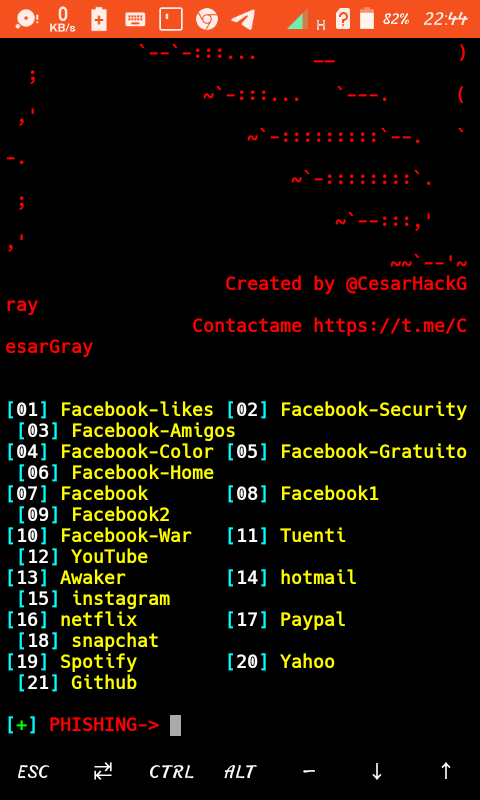 0 KB/s H ? 82% 22:44
`--`-:::... __ )
;
~`-:::... `---. (
,'
~`-:::::::::`--. `
-.
~`-::::::::`.
;
~`--:::,'
,'
~~`--'~
Created by @CesarHackG
ray
Contactame https://t.me/C
esarGray
[01] Facebook-likes [02] Facebook-Security
[03] Facebook-Amigos
[04] Facebook-Color [05] Facebook-Gratuito
[06] Facebook-Home
[07] Facebook [08] Facebook1
[09] Facebook2
[10] Facebook-War [11] Tuenti
[12] YouTube
[13] Awaker [14] hotmail
[15] instagram
[16] netflix [17] Paypal
[18] snapchat
[19] Spotify [20] Yahoo
[21] Github
[+] PHISHING->
ESC ⇄ CTRL ALT – ↓ ↑